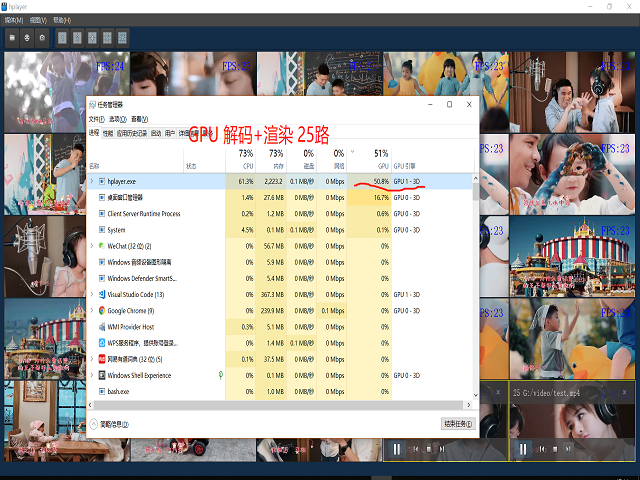 hplayer
媒体(M) 视图(V) 帮助(H)
FPS:24 FPS:23 FPS:23 FPS:23
任务管理器
文件(F) 选项(O) 查看(V)
进程 性能 应用历史记录 启动 用户 详细信息
GPU 解码+渲染 25路
73% 73% 0% 0% 51%
名称 状态 CPU 内存 磁盘 网络 GPU GPU 引擎
hplayer.exe 61.3% 2,223.2 0.1 MB/秒 0 Mbps 50.8% GPU 1 - 3D
桌面窗口管理器 1.4% 27.6 MB 0 MB/秒 0 Mbps 16.7% GPU 0 - 3D
Client Server Runtime Process 0.2% 1.2 MB 0 MB/秒 0 Mbps 0.6% GPU 0 - 3D
System 4.5% 0.1 MB 0.1 MB/秒 0 Mbps 0.1% GPU 0 - 3D
WeChat (32 位) (2) 0% 56.7 MB 0 MB/秒 0 Mbps 0%
Windows 音频设备图形隔离 0% 5.9 MB 0 MB/秒 0 Mbps 0%
Windows Defender SmartS... 0% 5.4 MB 0 MB/秒 0 Mbps 0%
Visual Studio Code (13) 0% 367.3 MB 0 MB/秒 0 Mbps 0% GPU 1 - 3D
Google Chrome (9) 0% 239.9 MB 0 MB/秒 0.1 Mbps 0% GPU 0 - 3D
WMI Provider Host 0.3% 5.1 MB 0 MB/秒 0 Mbps 0%
WPS服务程序，提供账号登录... 0% 1.4 MB 0.1 MB/秒 0 Mbps 0%
网易有道词典 (32 位) (5) 0.1% 37.5 MB 0 MB/秒 0 Mbps 0%
Windows Shell Experience 0% 0.1 MB 0 MB/秒 0 Mbps 0% GPU 0 - 3D
bash.exe 0% 1.0 MB 0 MB/秒 0 Mbps 0%
简略信息(D)
结束任务(E)
FPS:23
FPS:23
25 G:/video/test.mp4